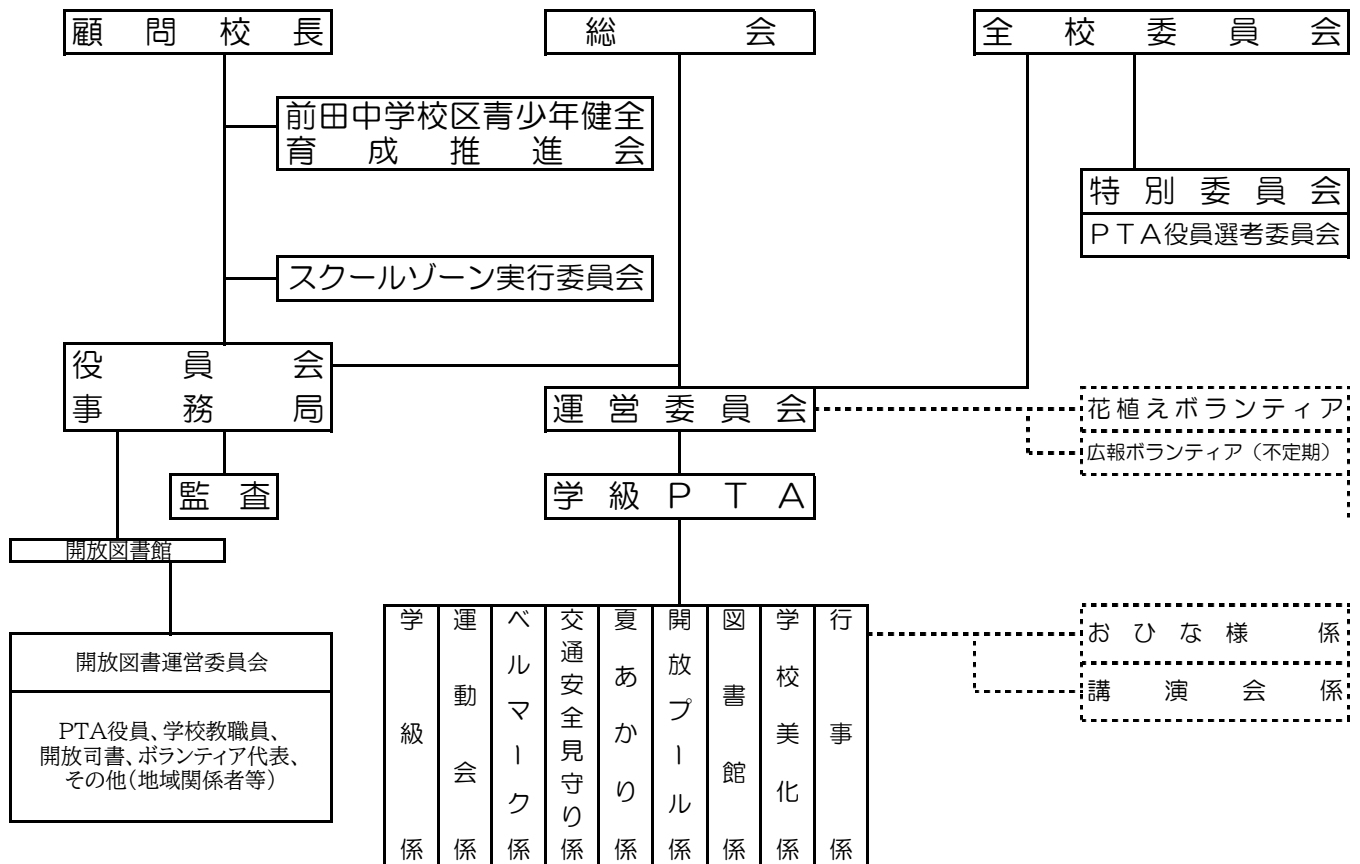 顧問校長
総会
全校委員会
前田中学校区青少年健全
育成推進会
特別委員会
PTA役員選考委員会
スクールゾーン実行委員会
役員会
事務局
運営委員会
花植えボランティア
広報ボランティア（不定期）
監査
学級PTA
開放図書館
開放図書運営委員会
PTA役員、学校教職員、
開放司書、ボランティア代表、
その他（地域関係者等）
学級係
運動会係
ベルマーク係
交通安全見守り係
夏あかり係
開放プール係
図書館係
学校美化係
行事係
おひな様係
講演会係